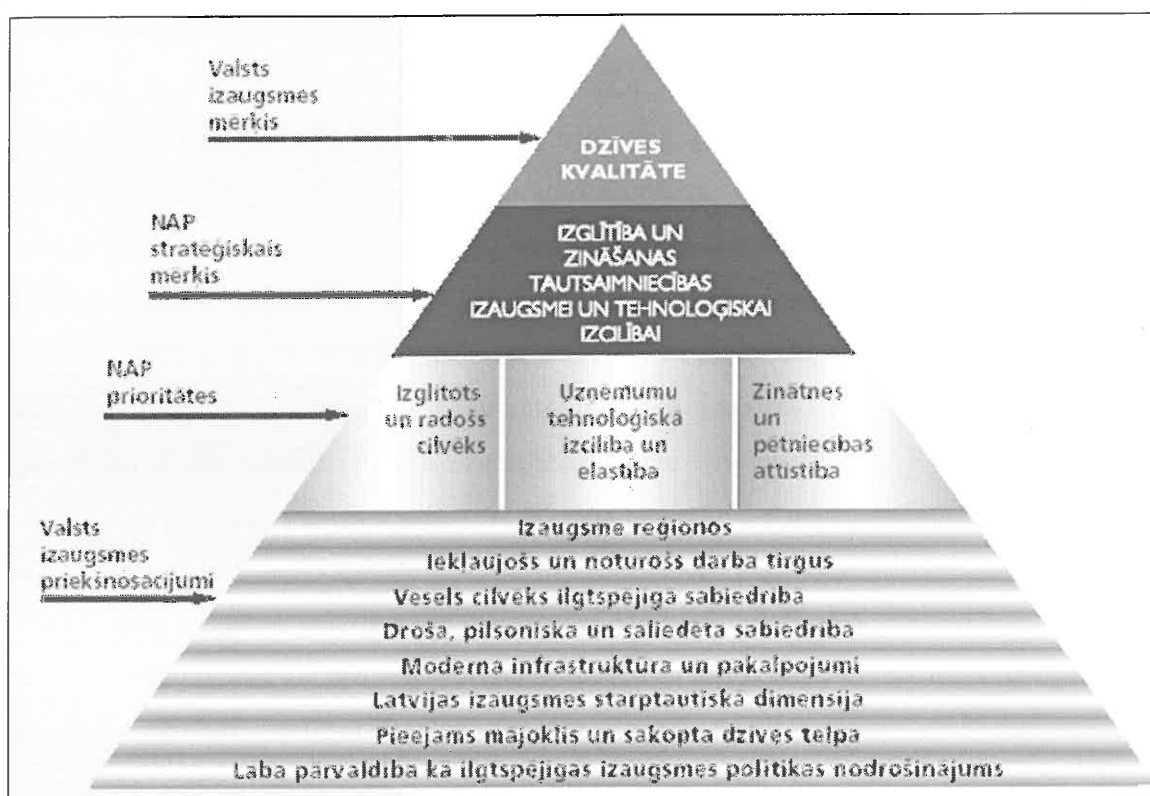 Valsts
izaugsmes
mērķis
DZĪVES
KVALITĀTE
NAP
stratēģiskais
mērķis
IZGLĪTĪBA UN
ZINĀŠANAS
TAUTSAIMNIECĪBAS
IZAUGSMEI UN TEHNOLOĢISKAI
IZCILĪBAI
NAP
prioritātes
Izglītots
un radošs
cilvēks
Uzņēmumu
tehnoloģiskā
izcilība un
elastība
Zinātnes
un
pētniecības
attīstība
Valsts
izaugsmes
priekšnosacījumi
Izaugsme reģionos
Iekļaujošs un noturošs darba tirgus
Vesels cilvēks ilgtspējīgā sabiedrībā
Droša, pilsoniska un saliedēta sabiedrība
Moderna infrastruktūra un pakalpojumi
Latvijas izaugsmes starptautiskā dimensija
Pieejams mājoklis un sakopta dzīves telpa
Laba pārvaldība kā ilgtspējīgas izaugsmes politikas nodrošinājums